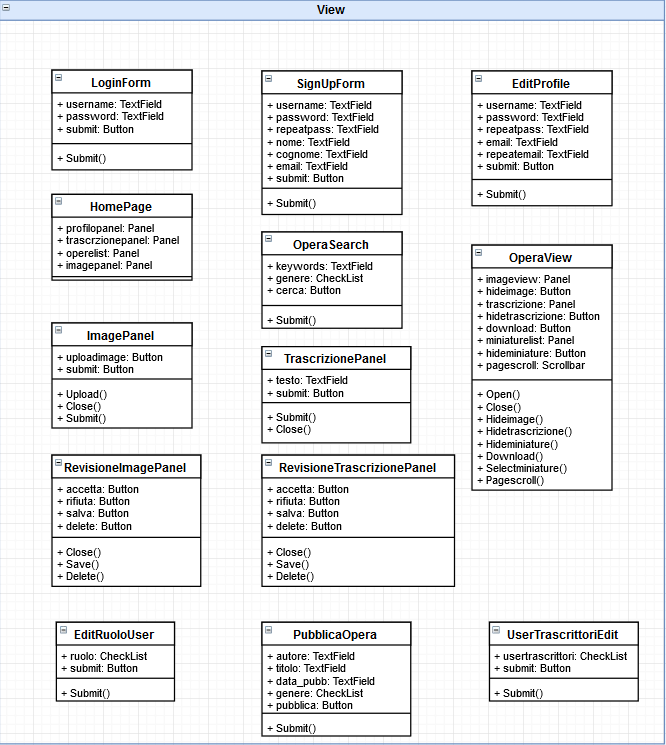 View
LoginForm
+ username: TextField
+ password: TextField
+ submit: Button
+ Submit()
SignUpForm
+ username: TextField
+ password: TextField
+ repeatpass: TextField
+ nome: TextField
+ cognome: TextField
+ email: TextField
+ submit: Button
+ Submit()
EditProfile
+ username: TextField
+ password: TextField
+ repeatpass: TextField
+ email: TextField
+ repeatemail: TextField
+ submit: Button
+ Submit()
HomePage
+ profilopanel: Panel
+ trascrzionepanel: Panel
+ operelist: Panel
+ imagepanel: Panel
OperaSearch
+ keywords: TextField
+ genere: CheckList
+ cerca: Button
+ Submit()
OperaView
+ imageview: Panel
+ hideimage: Button
+ trascrizione: Panel
+ hidetrascrizione: Button
+ download: Button
+ miniaturelist: Panel
+ hideminiature: Button
+ pagescroll: Scrollbar
+ Open()
+ Close()
+ Hideimage()
+ Hidetrascrizione()
+ Hideminiature()
+ Download()
+ Selectminiature()
+ Pagescroll()
ImagePanel
+ uploadimage: Button
+ submit: Button
+ Upload()
+ Close()
+ Submit()
TrascrizionePanel
+ testo: TextField
+ submit: Button
+ Submit()
+ Close()
RevisioneImagePanel
+ accetta: Button
+ rifiuta: Button
+ salva: Button
+ delete: Button
+ Close()
+ Save()
+ Delete()
RevisioneTrascrizionePanel
+ accetta: Button
+ rifiuta: Button
+ salva: Button
+ delete: Button
+ Close()
+ Save()
+ Delete()
EditRuoloUser
+ ruolo: CheckList
+ submit: Button
+ Submit()
PubblicaOpera
+ autore: TextField
+ titolo: TextField
+ data_pubb: TextField
+ genere: CheckList
+ pubblica: Button
+ Submit()
UserTrascrittoriEdit
+ usertrascrittori: CheckList
+ submit: Button
+ Submit()